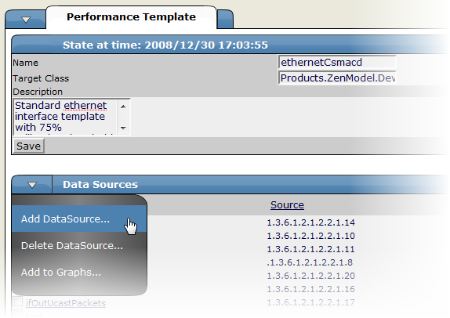 Performance Template
State at time: 2008/12/30 17:03:55
Name ethernetCsmacd
Target Class Products.ZenModel.Dev
Description
Standard ethernet
interface template
with 75%
Save
Data Sources
Source
Add DataSource... 1.3.6.1.2.1.2.2.1.14
1.3.6.1.2.1.2.2.1.10
Delete DataSource... 1.3.6.1.2.1.2.2.1.11
.1.3.6.1.2.1.2.2.1.8
Add to Graphs... 1.3.6.1.2.1.2.2.1.20
1.3.6.1.2.1.2.2.1.16
ifOutUcastPackets 1.3.6.1.2.1.2.2.1.17